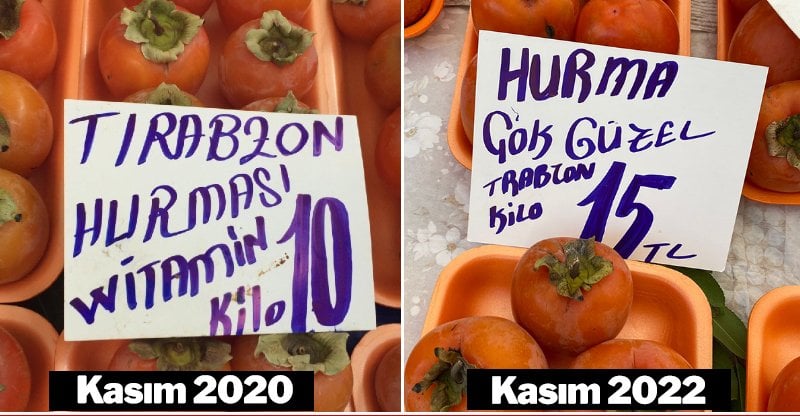 TIRABZON
HURMASI
WİTAMİN
Kilo 10
Kasım 2020
HURMA
ÇOK GÜZEL
TRABZON
Kilo 15 TL
Kasım 2022